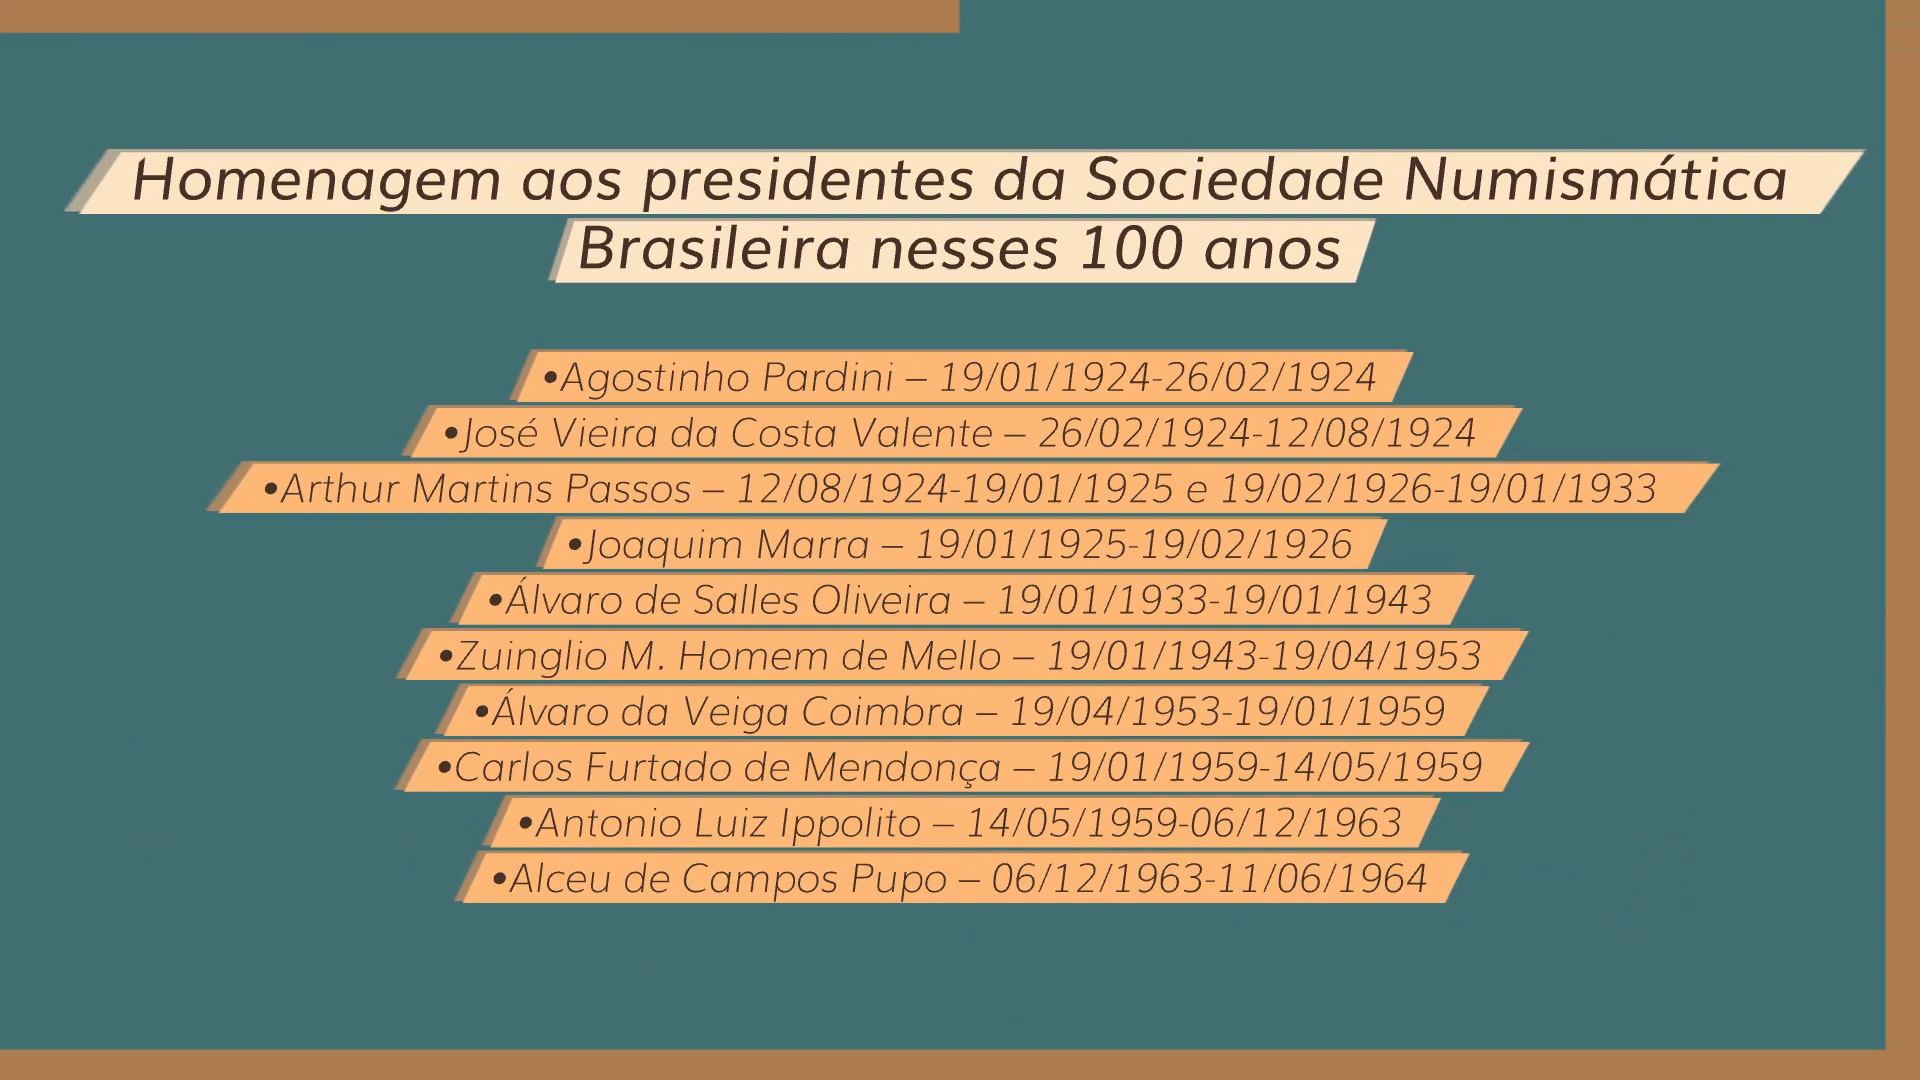 Homenagem aos presidentes da Sociedade Numismática
Brasileira nesses 100 anos
•Agostinho Pardini – 19/01/1924-26/02/1924
•José Vieira da Costa Valente – 26/02/1924-12/08/1924
•Arthur Martins Passos – 12/08/1924-19/01/1925 e 19/02/1926-19/01/1933
•Joaquim Marra – 19/01/1925-19/02/1926
•Álvaro de Salles Oliveira – 19/01/1933-19/01/1943
•Zuinglio M. Homem de Mello – 19/01/1943-19/04/1953
•Álvaro da Veiga Coimbra – 19/04/1953-19/01/1959
•Carlos Furtado de Mendonça – 19/01/1959-14/05/1959
•Antonio Luiz Ippolito – 14/05/1959-06/12/1963
•Alceu de Campos Pupo – 06/12/1963-11/06/1964